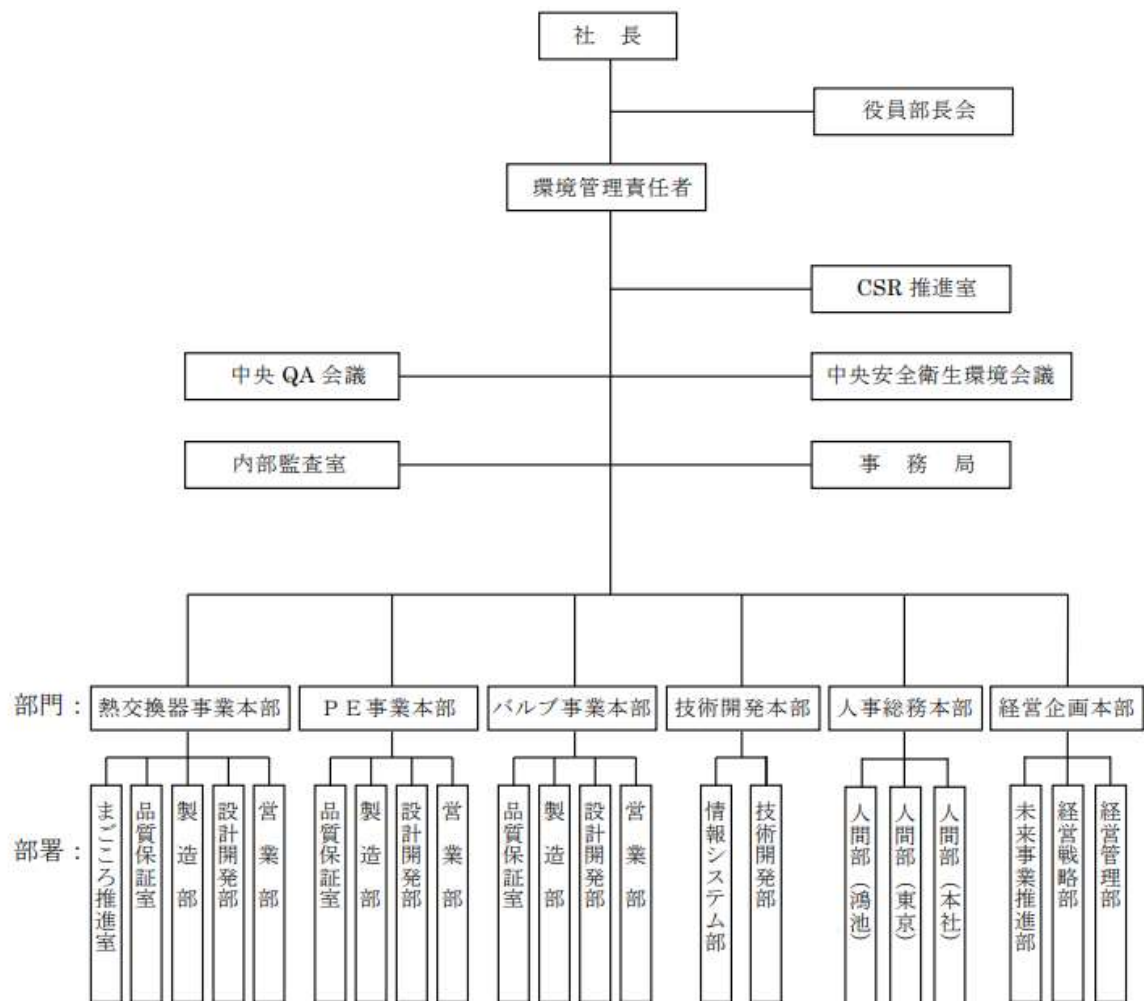 社 長
役員部長会
環境管理責任者
CSR 推進室
中央 QA 会議
中央安全衛生環境会議
内部監査室
事 務 局
部門：
熱交換器事業本部
ＰＥ事業本部
バルブ事業本部
技術開発本部
人事総務本部
経営企画本部
部署：
まごころ推進室
品質保証室
製 造 部
設計開発部
営 業 部
品質保証室
製 造 部
設計開発部
営 業 部
品質保証室
製 造 部
設計開発部
営 業 部
情報システム部
技術開発部
人間部（鴻池）
人間部（東京）
人間部（本社）
未来事業推進部
経営戦略部
経営管理部